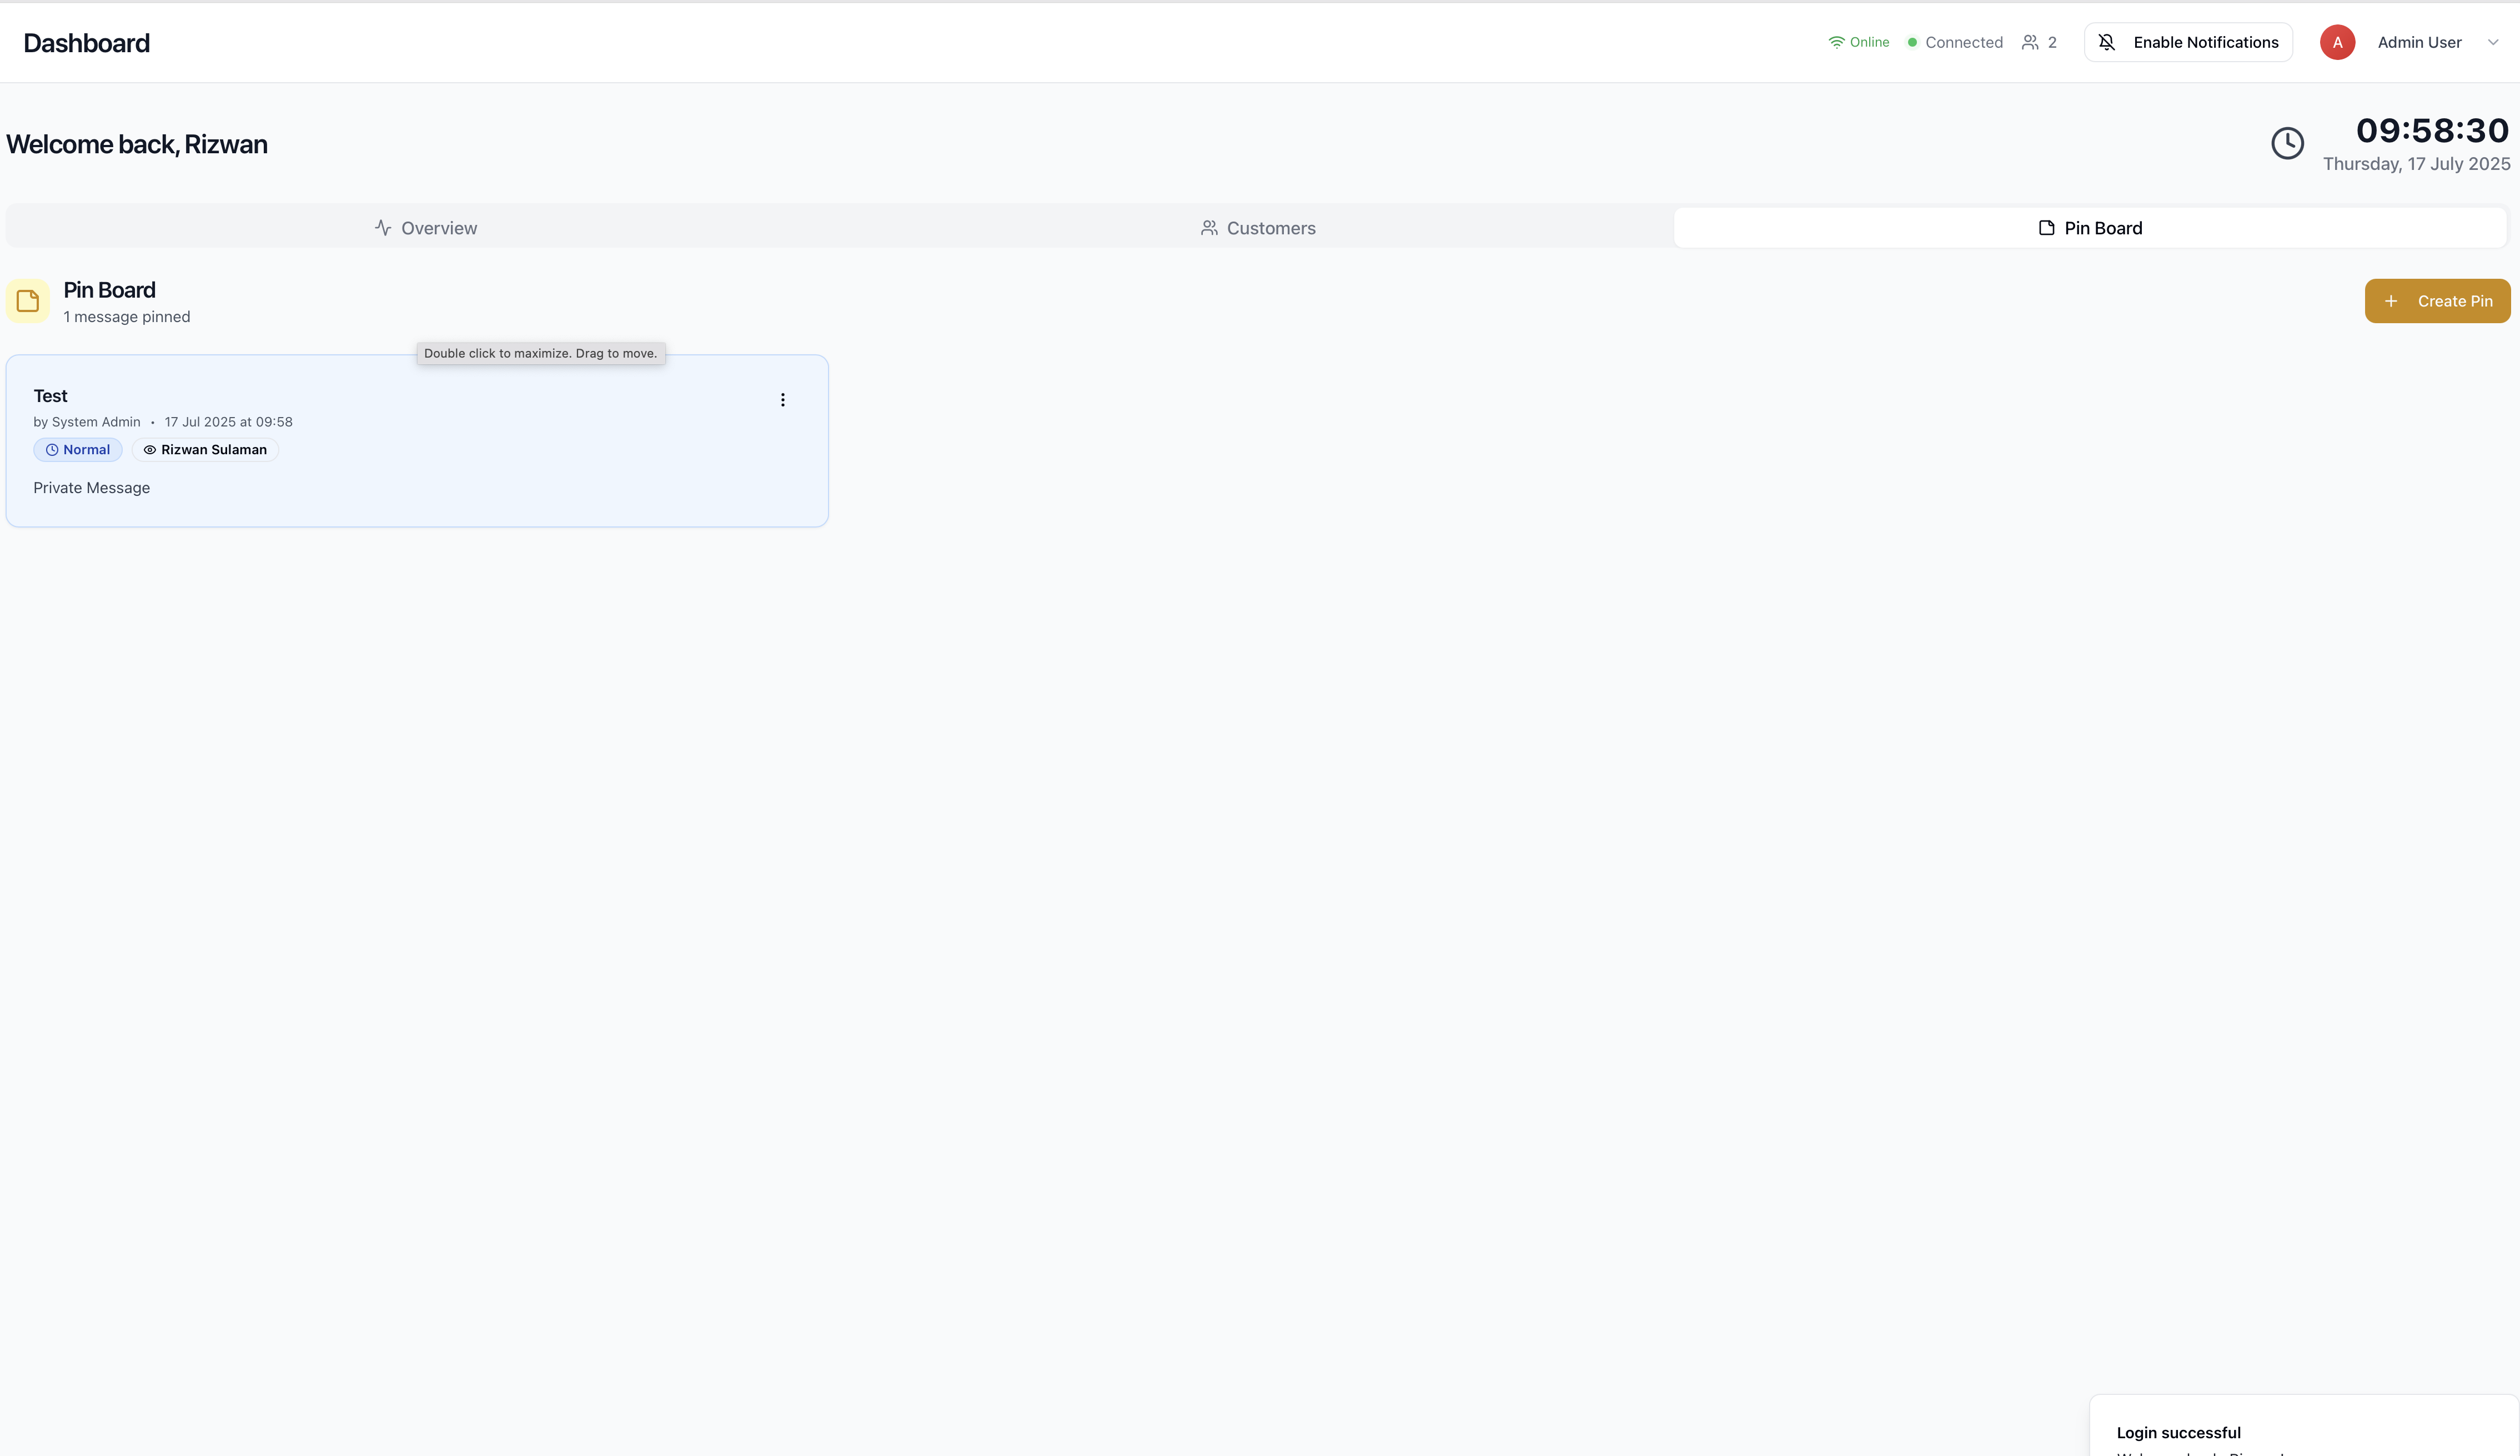 Dashboard
Online
Connected
2
Enable Notifications
A
Admin User
Welcome back, Rizwan
09:58:30
Thursday, 17 July 2025
Overview
Customers
Pin Board
Pin Board
1 message pinned
Create Pin
Double click to maximize. Drag to move.
Test
by System Admin • 17 Jul 2025 at 09:58
Normal
Rizwan Sulaman
Private Message
Login successful